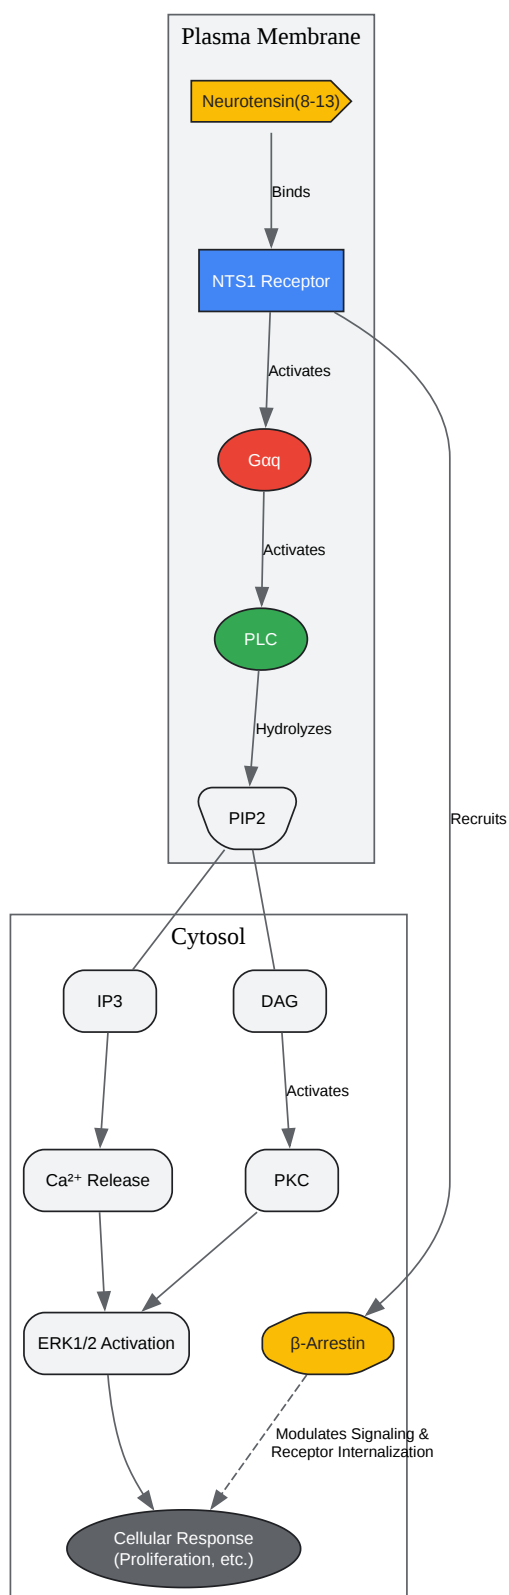 Plasma Membrane
Neurotensin(8-13)
Binds
NTS1 Receptor
Activates
Gαq
Activates
PLC
Hydrolyzes
PIP2
Recruits
Cytosol
IP3
DAG
Activates
Ca²⁺ Release
PKC
ERK1/2 Activation
β-Arrestin
Modulates Signaling &
Receptor Internalization
Cellular Response
(Proliferation, etc.)